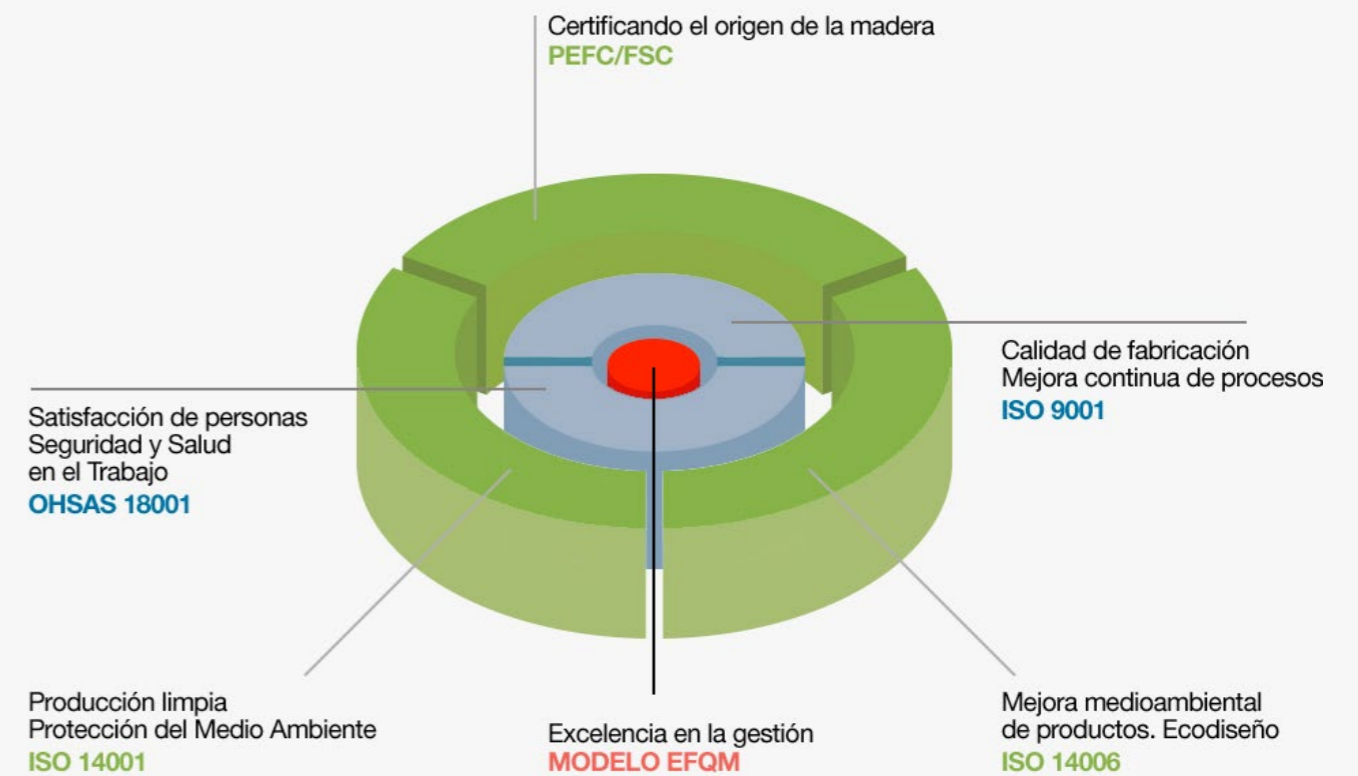 Certificando el origen de la madera
PEFC/FSC
Calidad de fabricación
Mejora continua de procesos
ISO 9001
Satisfacción de personas
Seguridad y Salud
en el Trabajo
OHSAS 18001
Producción limpia
Protección del Medio Ambiente
ISO 14001
Excelencia en la gestión
MODELO EFQM
Mejora medioambiental
de productos. Ecodiseño
ISO 14006